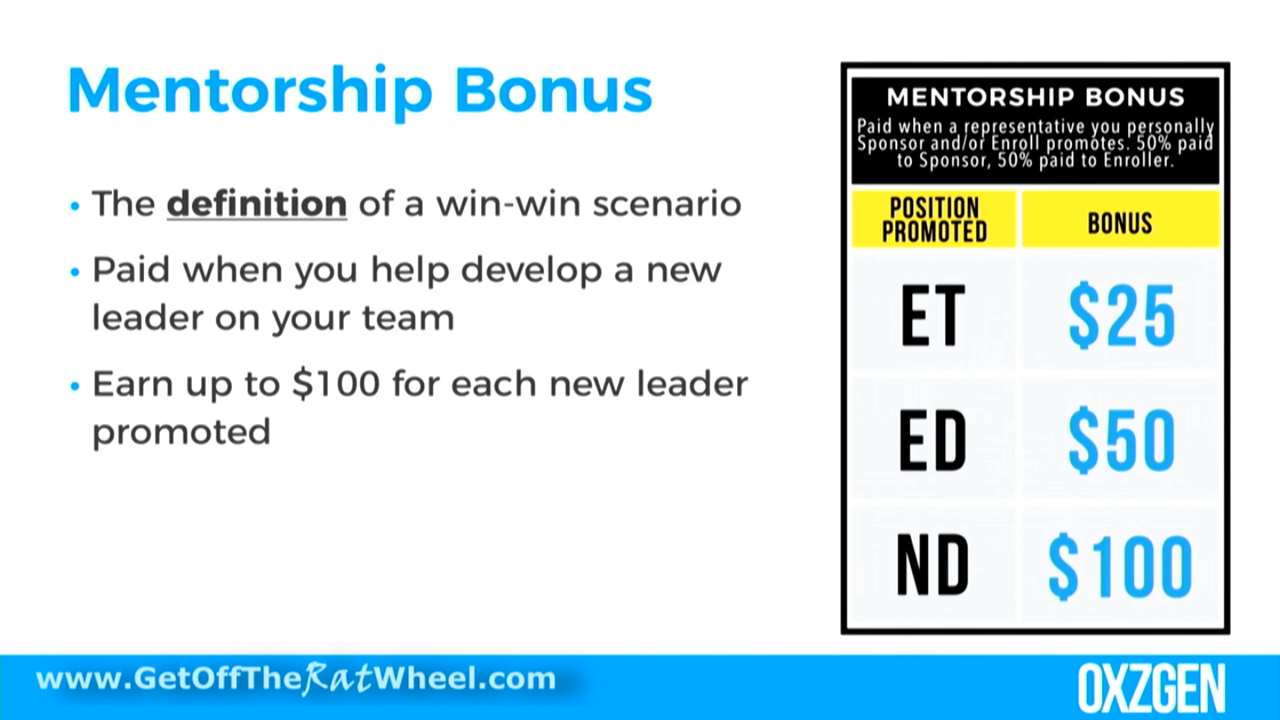 Mentorship Bonus
• The definition of a win-win scenario
• Paid when you help develop a new
leader on your team
• Earn up to $100 for each new leader
promoted
MENTORSHIP BONUS
Paid when a representative you personally
Sponsor and/or Enroll promotes. 50% paid
to Sponsor, 50% paid to Enroller.
POSITION
PROMOTED
BONUS
ET $25
ED $50
ND $100
www.GetOffTheRatWheel.com
OXZGEN